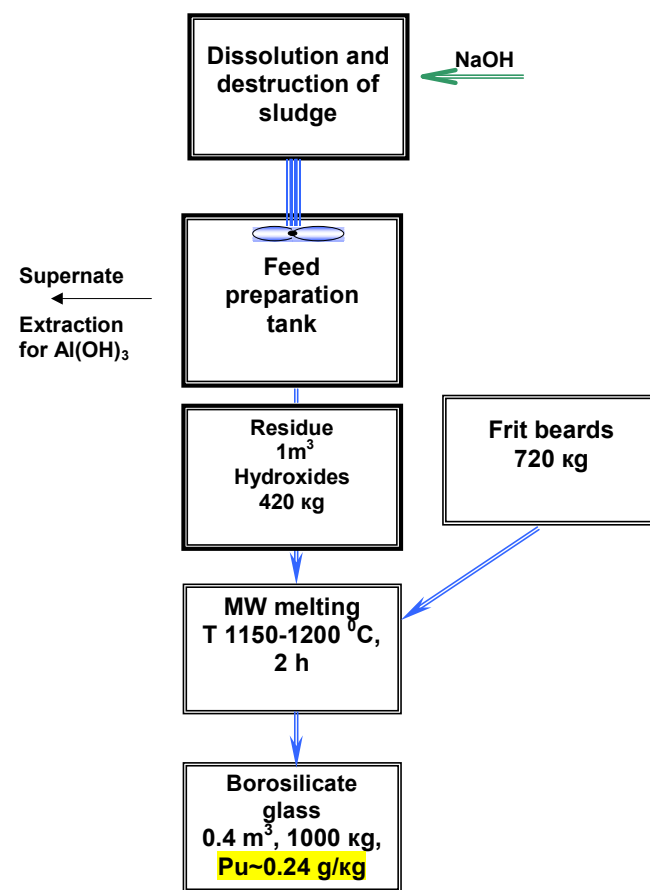 Dissolution and
destruction of
sludge
NaOH
Feed
preparation
tank
Supernate
Extraction
for Al(OH)₃
Residue
1m³
Hydroxides
420 кg
Frit beards
720 кg
MW melting
T 1150-1200 ⁰C,
2 h
Borosilicate
glass
0.4 m³, 1000 кg,
Pu~0.24 g/кg